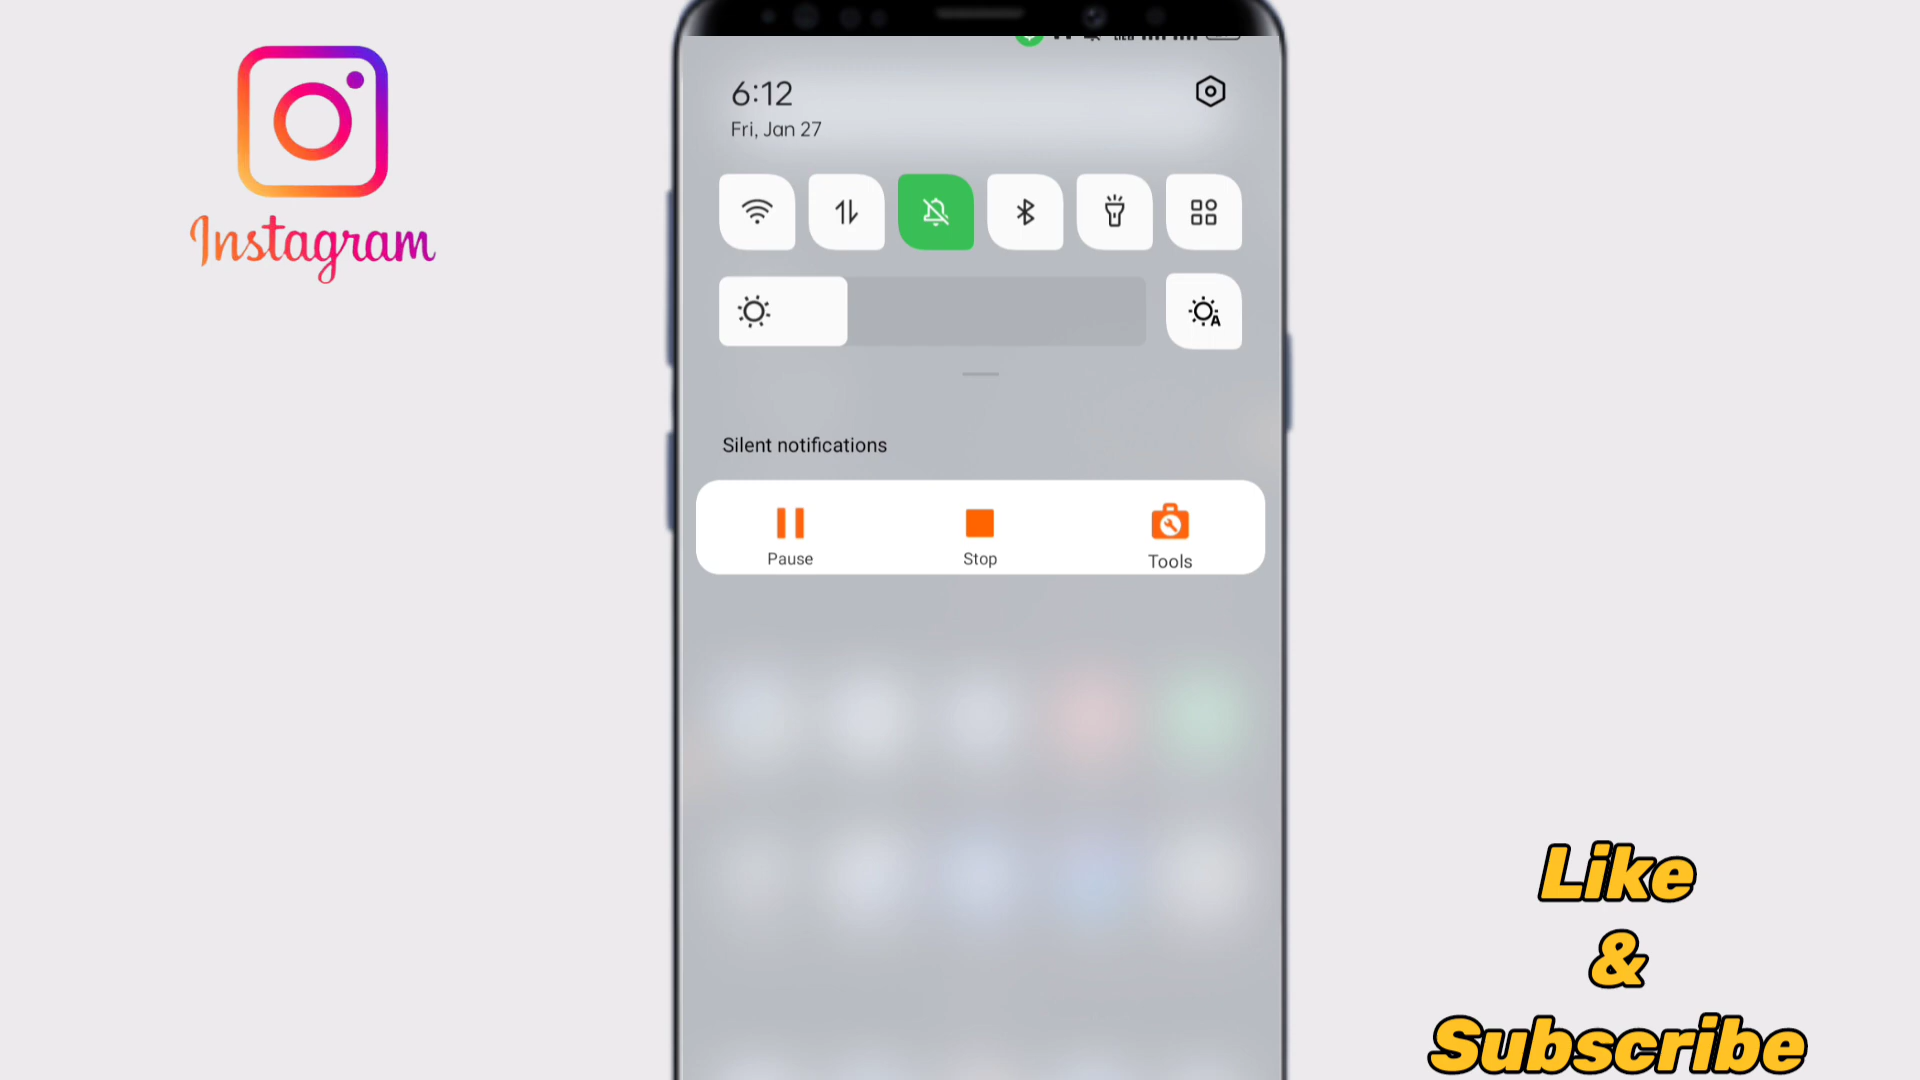 Instagram
6:12
Fri, Jan 27
A
Silent notifications
Pause
Stop
Tools
Like
&
Subscribe